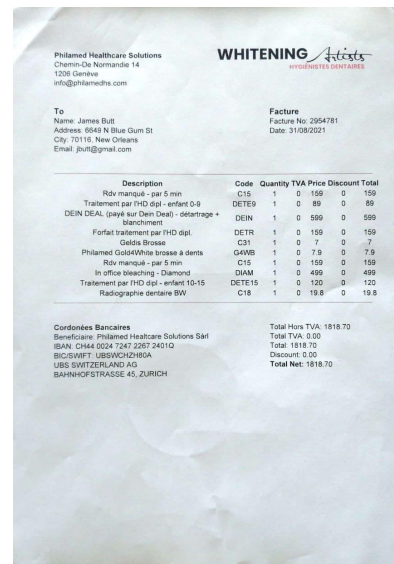 Philamed Healthcare Solutions
Chemin-De Normandie 14
1206 Genève
info@philamedhs.com
WHITENING Artists
HYGIÉNISTES DENTAIRES
To
Name: James Butt
Address: 6649 N Blue Gum St
City: 70116, New Orleans
Email: jbutt@gmail.com
Facture
Facture No: 2954781
Date: 31/08/2021
Description Code Quantity TVA Price Discount Total
Rdv manqué - par 5 min C15 1 0 159 0 159
Traitement par l'HD dipl - enfant 0-9 DETE9 1 0 89 0 89
DEIN DEAL (payé sur Dein Deal) - détartrage +
blanchiment DEIN 1 0 599 0 599
Forfait traitement par l'HD dipl. DETR 1 0 159 0 159
Geldis Brosse C31 1 0 7 0 7
Philamed Gold4White brosse à dents G4WB 1 0 7.9 0 7.9
Rdv manqué - par 5 min C15 1 0 159 0 159
In office bleaching - Diamond DIAM 1 0 499 0 499
Traitement par l'HD dipl - enfant 10-15 DETE15 1 0 120 0 120
Radiographie dentaire BW C18 1 0 19.8 0 19.8
Cordonées Bancaires
Beneficiaire: Philamed Healtcare Solutions Sàrl
IBAN: CH44 0024 7247 2267 2401Q
BIC/SWIFT: UBSWCHZH80A
UBS SWITZERLAND AG
BAHNHOFSTRASSE 45, ZURICH
Total Hors TVA: 1818.70
Total TVA: 0.00
Total: 1818.70
Discount: 0.00
Total Net: 1818.70